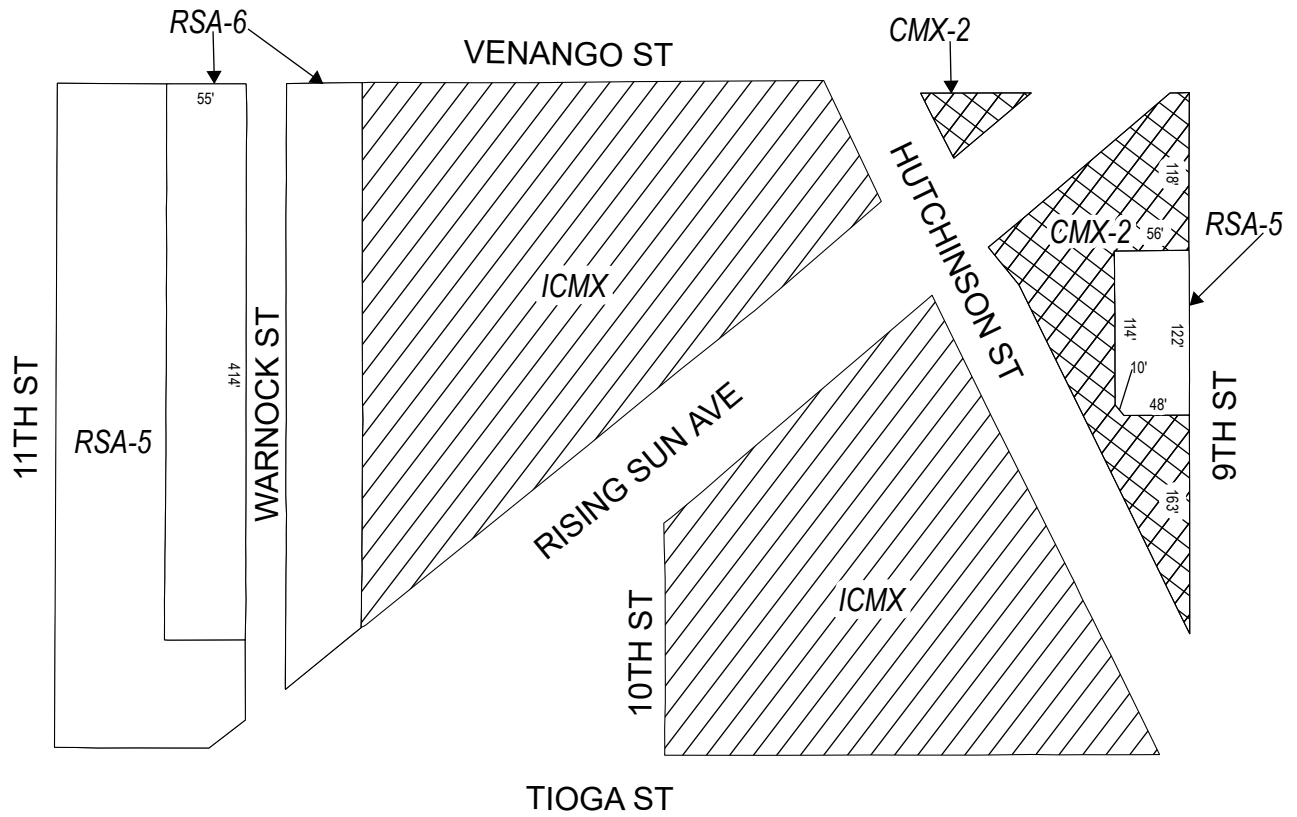 RSA-6
CMX-2
VENANGO ST
55'
HUTCHINSON ST
118'
CMX-2
56'
RSA-5
ICMX
114'
122'
11TH ST
414'
WARNOCK ST
10'
48'
RSA-5
9TH ST
RISING SUN AVE
163'
10TH ST
ICMX
TIOGA ST